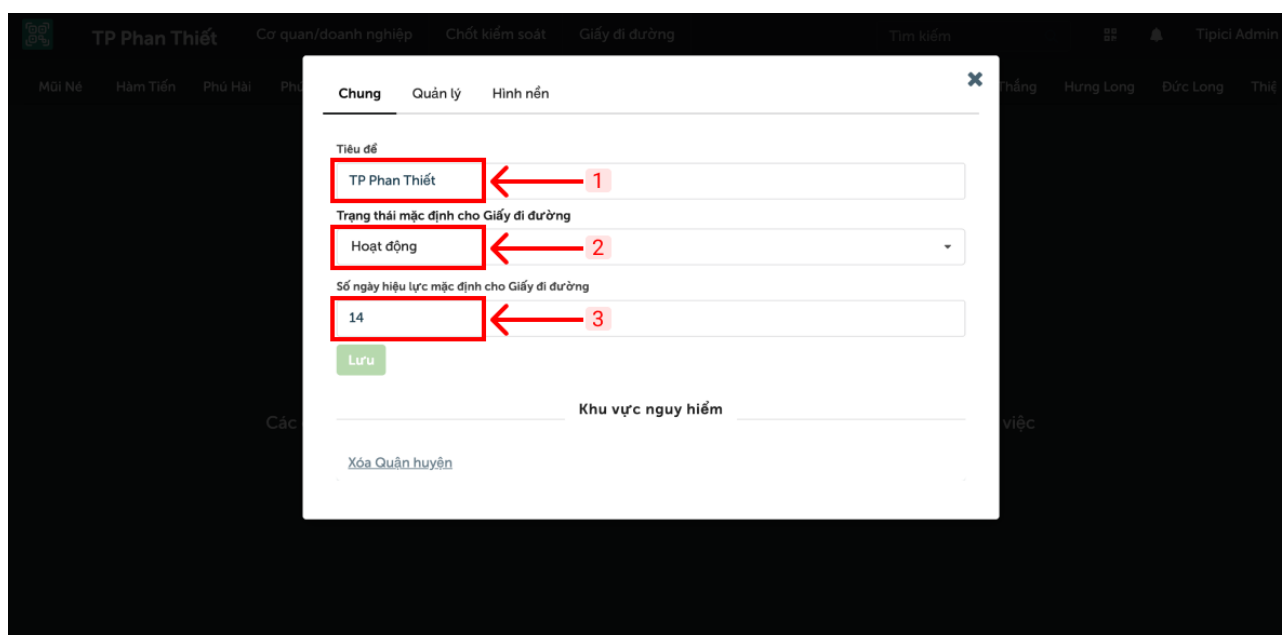 TP Phan Thiết Cơ quan/doanh nghiệp Chốt kiểm soát Giấy đi đường Tìm kiếm Tipici Admin
Mũi Né Hàm Tiến Phú Hài Thắng Hưng Long Đức Long Thiệ
Chung Quản lý Hình nền
Tiêu đề
TP Phan Thiết 1
Trạng thái mặc định cho Giấy đi đường
Hoạt động 2
Số ngày hiệu lực mặc định cho Giấy đi đường
14 3
Lưu
Khu vực nguy hiểm
Các việc
Xóa Quận huyện